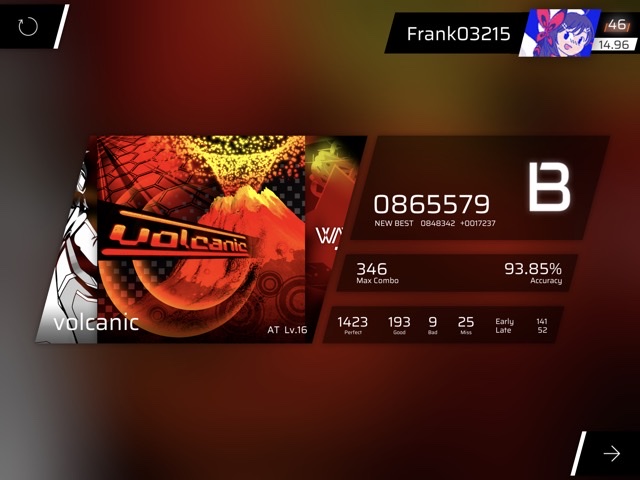 Frank03215
46
14.96
volcanic
volcanic
AT Lv.16
0865579
B
NEW BEST 0848342 +0017237
346
Max Combo
93.85%
Accuracy
1423 193 9 25
Perfect Good Bad Miss
Early 141
Late 52